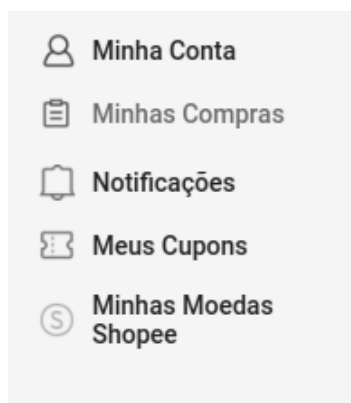 Minha Conta
Minhas Compras
Notificações
Meus Cupons
Minhas Moedas
Shopee